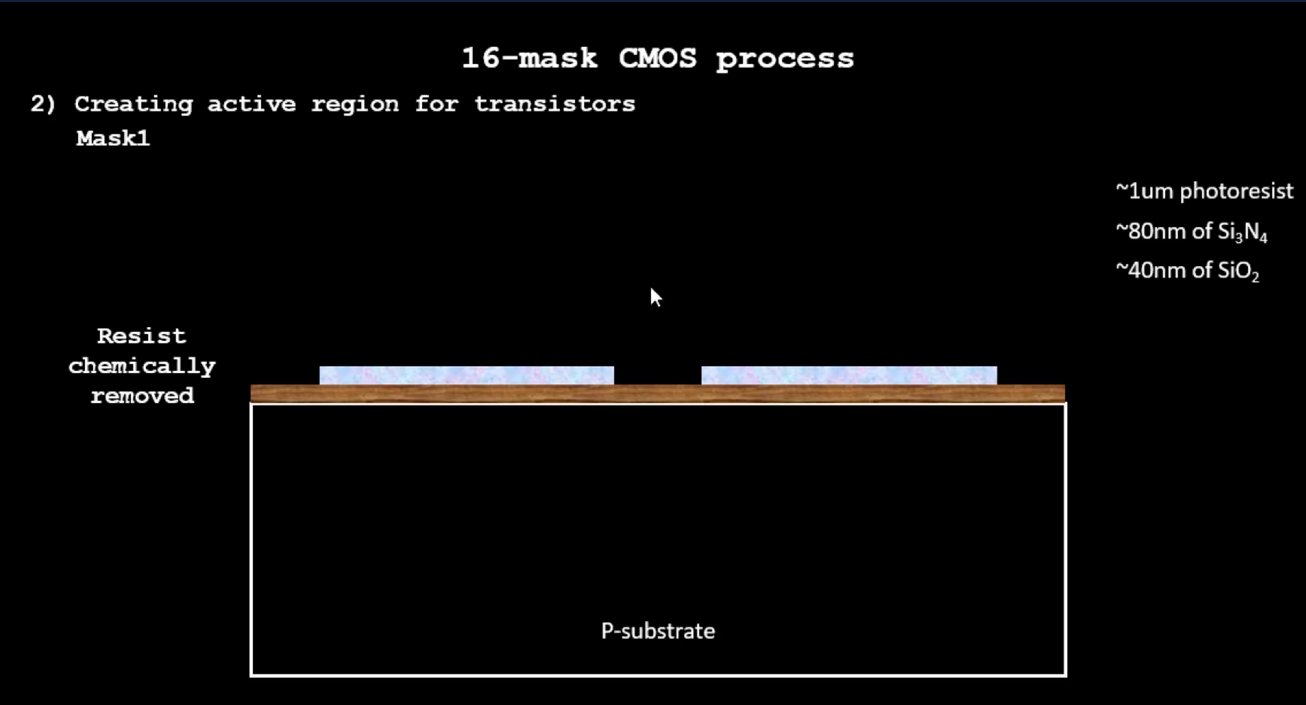 16-mask CMOS process
2) Creating active region for transistors
Mask1
~1um photoresist
~80nm of Si₃N₄
~40nm of SiO₂
Resist
chemically
removed
P-substrate